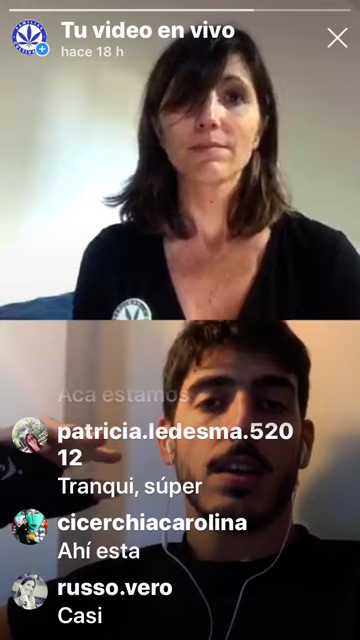 Tu video en vivo
hace 18 h
Aca estamos
patricia.ledesma.520
12
Tranqui, súper
cicerchiacarolina
Ahí esta
russo.vero
Casi